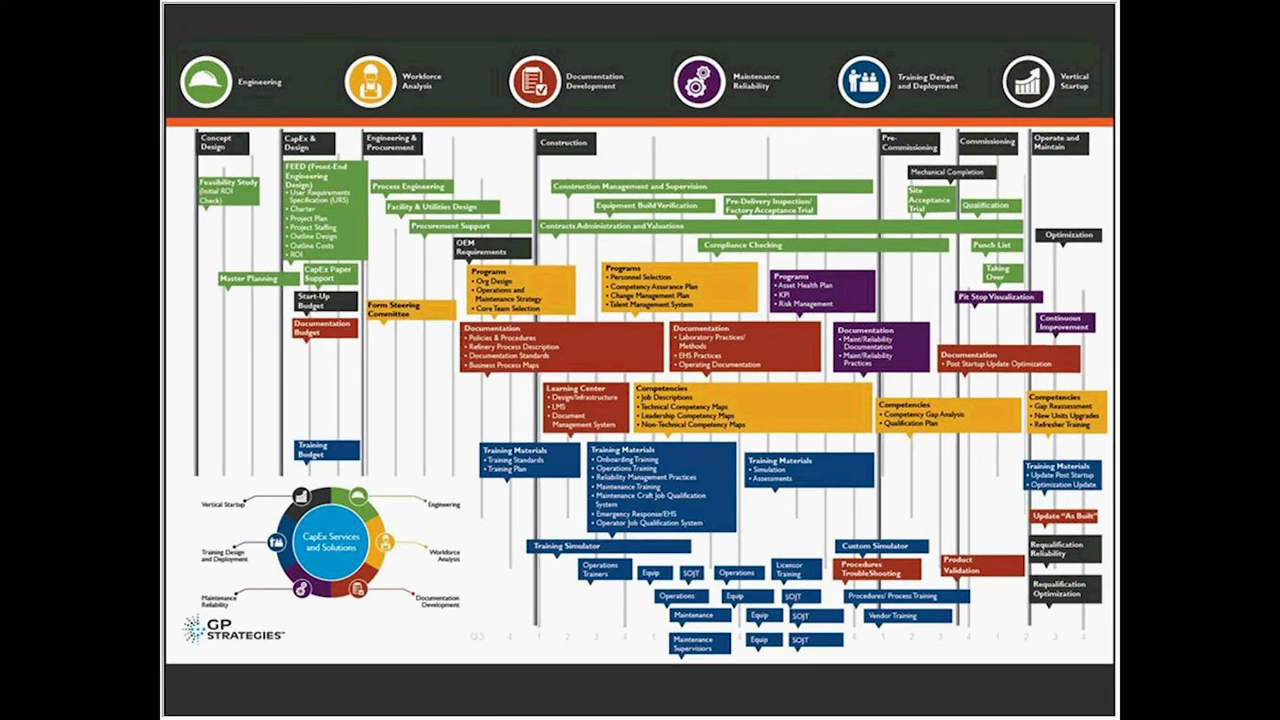 Engineering
Workforce
Analysis
Documentation
Development
Maintenance
Reliability
Training Design
and Deployment
Vertical
Startup
Concept
Design
CapEx &
Design
Engineering &
Procurement
Construction
Pre-
Commissioning
Commissioning
Operate and
Maintain
Feasibility Study
(Initial ROI
Check)
FEED (Front-End
Engineering
Design)
• User Requirements
Specification (URS)
• Charter
• Project Plan
• Project Staffing
• Outline Design
• Outline Costs
• ROI
Process Engineering
Facility & Utilities Design
Procurement Support
Construction Management and Supervision
Equipment Build Verification
Pre-Delivery Inspection/
Factory Acceptance Trial
Contracts Administration and Valuations
Compliance Checking
Mechanical Completion
Site
Acceptance
Trial
Qualification
Punch List
Taking
Over
Optimization
Pit Stop Visualization
Continuous
Improvement
Master Planning
CapEx Paper
Support
Start-Up
Budget
Documentation
Budget
Form Steering
Committee
OEM
Requirements
Programs
• Org Design
• Operations and
Maintenance Strategy
• Core Team Selection
Programs
• Personnel Selection
• Competency Assurance Plan
• Change Management Plan
• Talent Management System
Programs
• Asset Health Plan
• KPI
• Risk Management
Documentation
• Policies & Procedures
• Refinery Process Description
• Documentation Standards
• Business Process Maps
Documentation
• Laboratory Practices/
Methods
• EHS Practices
• Operating Documentation
Documentation
• Maint/Reliability
Documentation
• Maint/Reliability
Practices
Documentation
• Post Startup Update Optimization
Learning Center
• Design/Infrastructure
• LMS
• Document
Management System
Competencies
• Job Descriptions
• Technical Competency Maps
• Leadership Competency Maps
• Non-Technical Competency Maps
Competencies
• Competency Gap Analysis
• Qualification Plan
Competencies
• Gap Reassessment
• New Units Upgrades
• Refresher Training
Training
Budget
Training Materials
• Training Standards
• Training Plan
Training Materials
• Onboarding Training
• Operations Training
• Reliability Management Practices
• Maintenance Training
• Maintenance Craft Job Qualification
System
• Emergency Response/EHS
• Operator Job Qualification System
Training Materials
• Simulation
• Assessments
Training Materials
• Update Post Startup
• Optimization Update
Update "As Built"
Requalification
Reliability
Requalification
Optimization
Training Simulator
Custom Simulator
Operations
Trainers
Equip
SOJT
Operations
Licensor
Training
Procedures
TroubleShooting
Product
Validation
Operations
Equip
SOJT
Procedures/ Process Training
Maintenance
Equip
SOJT
Vendor Training
Maintenance
Supervisiors
Equip
SOJT
Vertical Startup
Engineering
Training Design
and Deployment
CapEx Services
and Solutions
Workforce
Analysis
Maintenance
Reliability
Documentation
Development
GP
STRATEGIES™